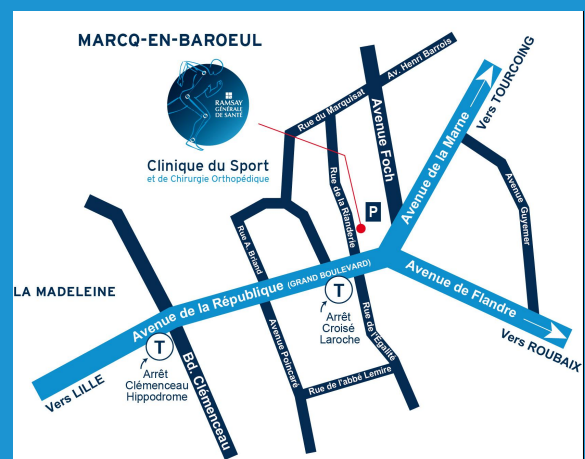 MARCQ-EN-BAROEUL
RAMSAY
GÉNÉRALE
DE SANTÉ
Clinique du Sport
et de Chirurgie Orthopédique
Rue du Marquisat
Av. Henri Barrois
Avenue Foch
Rue de la Rianderie
P
Avenue de la Marne
Vers TOURCOING
Avenue Guyemer
Avenue de Flandre
Vers ROUBAIX
LA MADELEINE
Avenue de la République (GRAND BOULEVARD)
Rue A. Briand
T
Arrêt
Croisé
Laroche
T
Arrêt
Clémenceau
Hippodrome
Vers LILLE
Bd. Clémenceau
Avenue Poincaré
Rue de l'Égalité
Rue de l'abbé Lemire